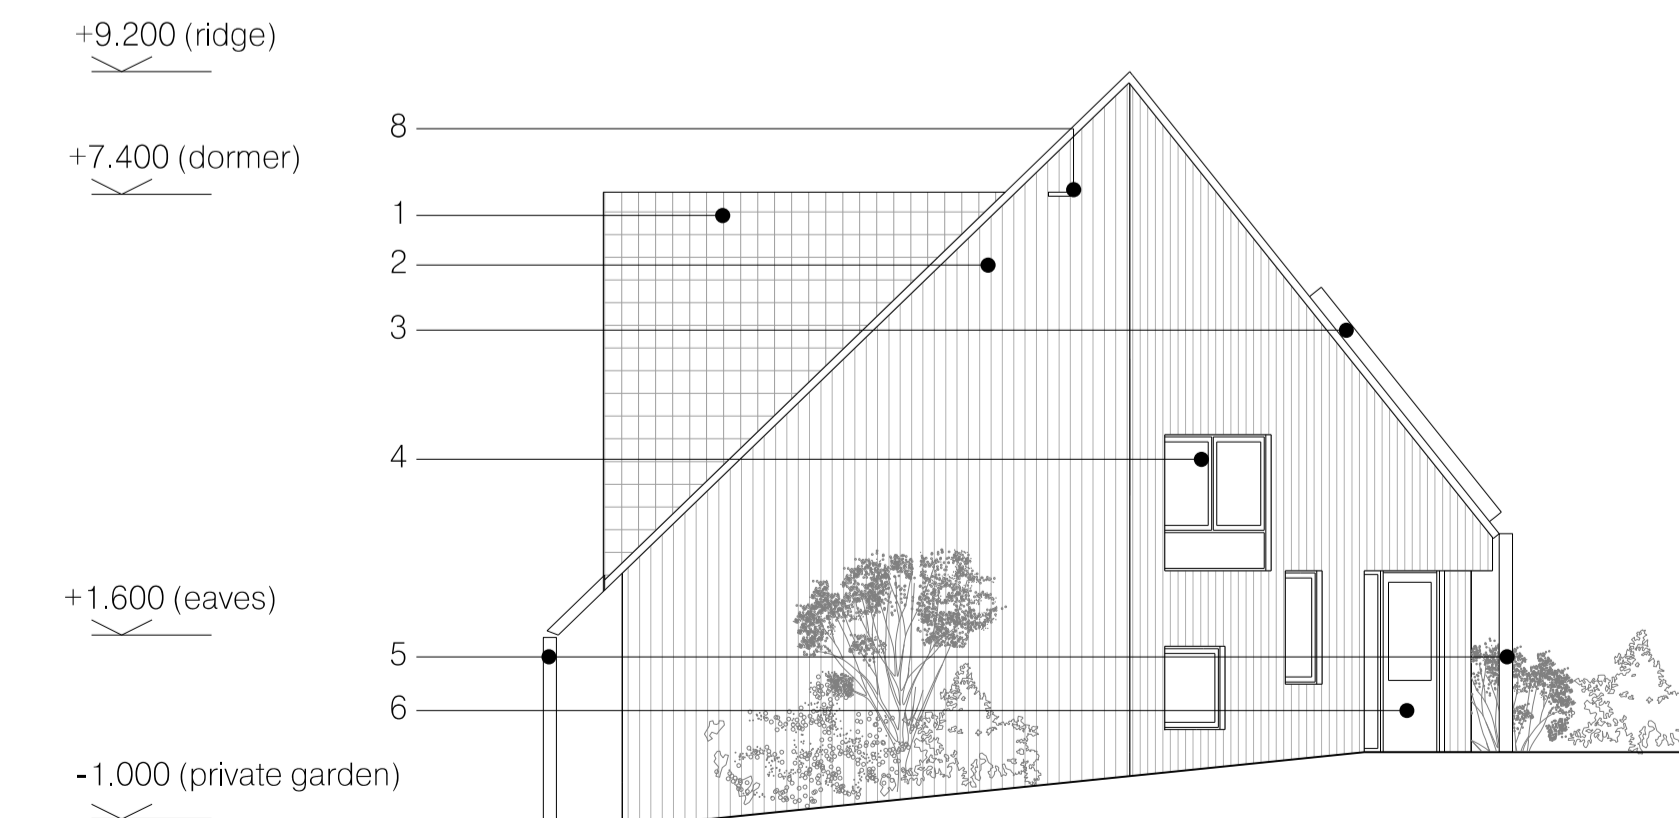 +9.200 (ridge)
8
+7.400 (dormer)
1
2
3
4
+1.600 (eaves)
5
6
-1.000 (private garden)